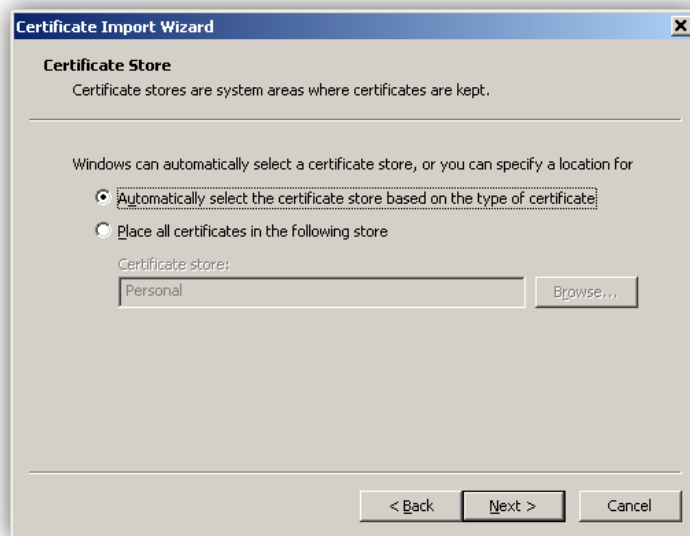 Certificate Import Wizard
Certificate Store
Certificate stores are system areas where certificates are kept.
Windows can automatically select a certificate store, or you can specify a location for
Automatically select the certificate store based on the type of certificate
Place all certificates in the following store
Certificate store:
Personal
Browse...
< Back
Next >
Cancel